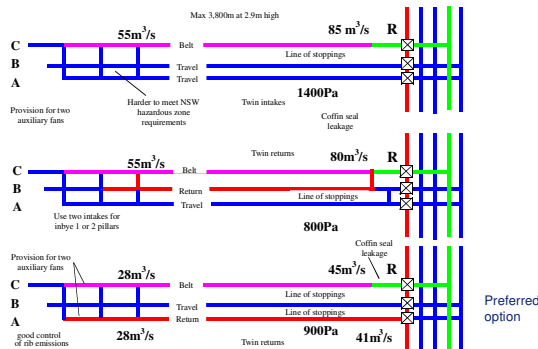 Max 3,800m at 2.9m high
55m³/s
85 m³/s
R
C
Belt
Line of stoppings
B
Travel
A
Travel
1400Pa
Provision for two
auxiliary fans
Harder to meet NSW
hazardous zone
requirements
Twin intakes
Coffin seal
leakage
55m³/s
Twin returns
80m³/s
R
C
Belt
B
Return
Line of stoppings
A
Travel
Use two intakes for
inbye 1 or 2 pillars
800Pa
Provision for two
auxiliary fans
Coffin seal
leakage
28m³/s
45m³/s
R
C
Belt
Line of stoppings
B
Travel
Line of stoppings
A
Return
Preferred
option
good control
of rib emissions
28m³/s
900Pa
Twin returns
41m³/s